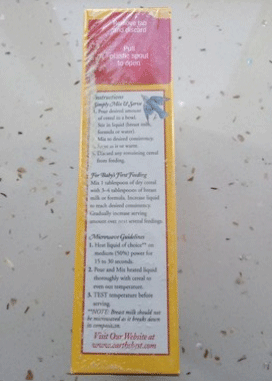 Remove tap
and discard
Pull
plastic spout
to open
Instructions
Simply Mix & Serve
1. Pour desired amount
of cereal in a bowl.
Stir in liquid (breast milk,
formula or water).
Mix to desired consistency.
Serve as is or warm.
Discard any remaining cereal
from feeding.
For Baby's First Feeding
Mix 1 tablespoon of dry cereal
with 3-4 tablespoons of breast
milk or formula. Increase liquid
to reach desired consistency.
Gradually increase serving
amount over next several feedings.
Microwave Guidelines
1. Heat liquid of choice** on
medium (50%) power for
15 to 30 seconds.
2. Pour and Mix heated liquid
thoroughly with cereal to
even out temperature.
3. TEST temperature before
serving.
**NOTE: Breast milk should not
be microwaved as it breaks down
in composition.
Visit Our Website at
www.earthsbest.com